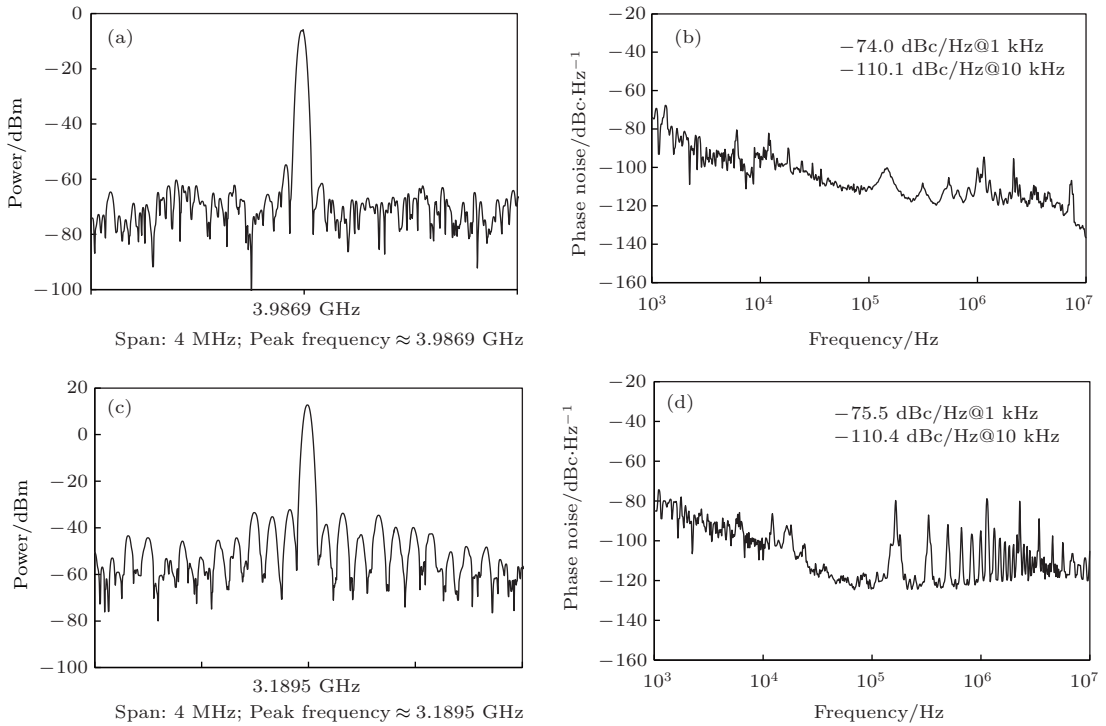 (a)
Power/dBm
0
−20
−40
−60
−80
−100
3.9869 GHz
Span: 4 MHz; Peak frequency ≈ 3.9869 GHz
(b)
−74.0 dBc/Hz@1 kHz
−110.1 dBc/Hz@10 kHz
Phase noise/dBc·Hz⁻¹
−20
−40
−60
−80
−100
−120
−140
−160
10³ 10⁴ 10⁵ 10⁶ 10⁷
Frequency/Hz
(c)
Power/dBm
20
0
−20
−40
−60
−80
−100
3.1895 GHz
Span: 4 MHz; Peak frequency ≈ 3.1895 GHz
(d)
−75.5 dBc/Hz@1 kHz
−110.4 dBc/Hz@10 kHz
Phase noise/dBc·Hz⁻¹
−20
−40
−60
−80
−100
−120
−140
−160
10³ 10⁴ 10⁵ 10⁶ 10⁷
Frequency/Hz